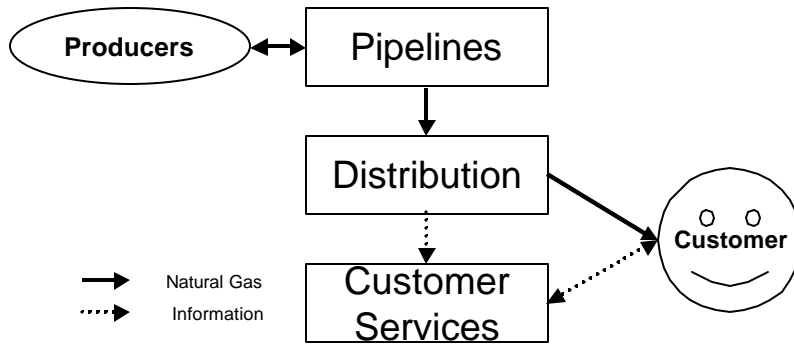 Producers
Pipelines
Distribution
Customer
Customer
Services
Natural Gas
Information